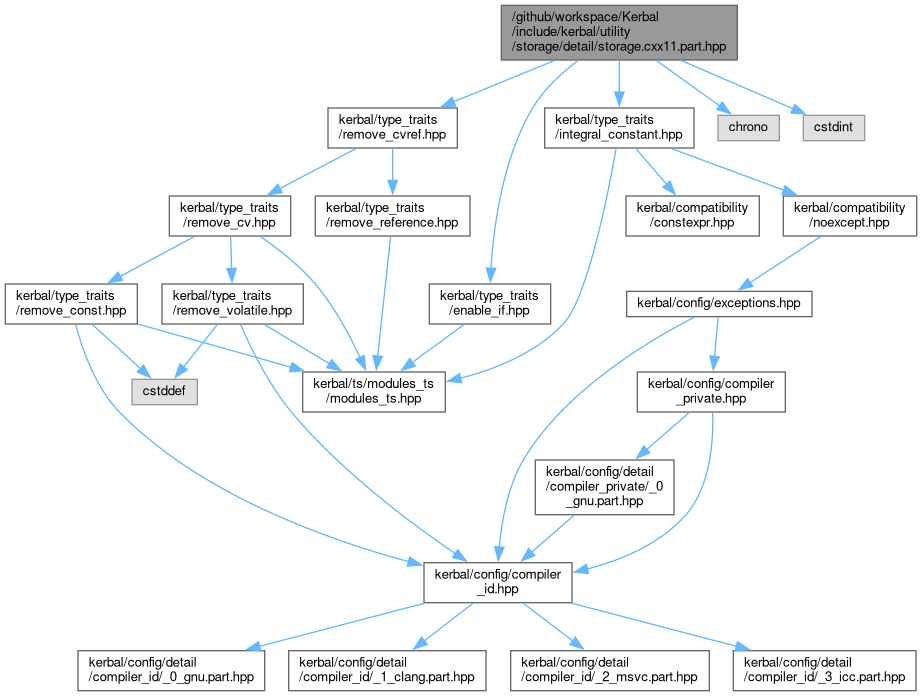 /github/workspace/Kerbal
/include/kerbal/utility
/storage/detail/storage.cxx11.part.hpp
kerbal/type_traits
/remove_cvref.hpp
kerbal/type_traits
/integral_constant.hpp
chrono
cstdint
kerbal/type_traits
/remove_cv.hpp
kerbal/type_traits
/remove_reference.hpp
kerbal/compatibility
/constexpr.hpp
kerbal/compatibility
/noexcept.hpp
kerbal/type_traits
/remove_const.hpp
kerbal/type_traits
/remove_volatile.hpp
kerbal/type_traits
/enable_if.hpp
kerbal/config/exceptions.hpp
cstddef
kerbal/ts/modules_ts
/modules_ts.hpp
kerbal/config/compiler
_private.hpp
kerbal/config/detail
/compiler_private/_0
_gnu.part.hpp
kerbal/config/compiler
_id.hpp
kerbal/config/detail
/compiler_id/_0_gnu.part.hpp
kerbal/config/detail
/compiler_id/_1_clang.part.hpp
kerbal/config/detail
/compiler_id/_2_msvc.part.hpp
kerbal/config/detail
/compiler_id/_3_icc.part.hpp